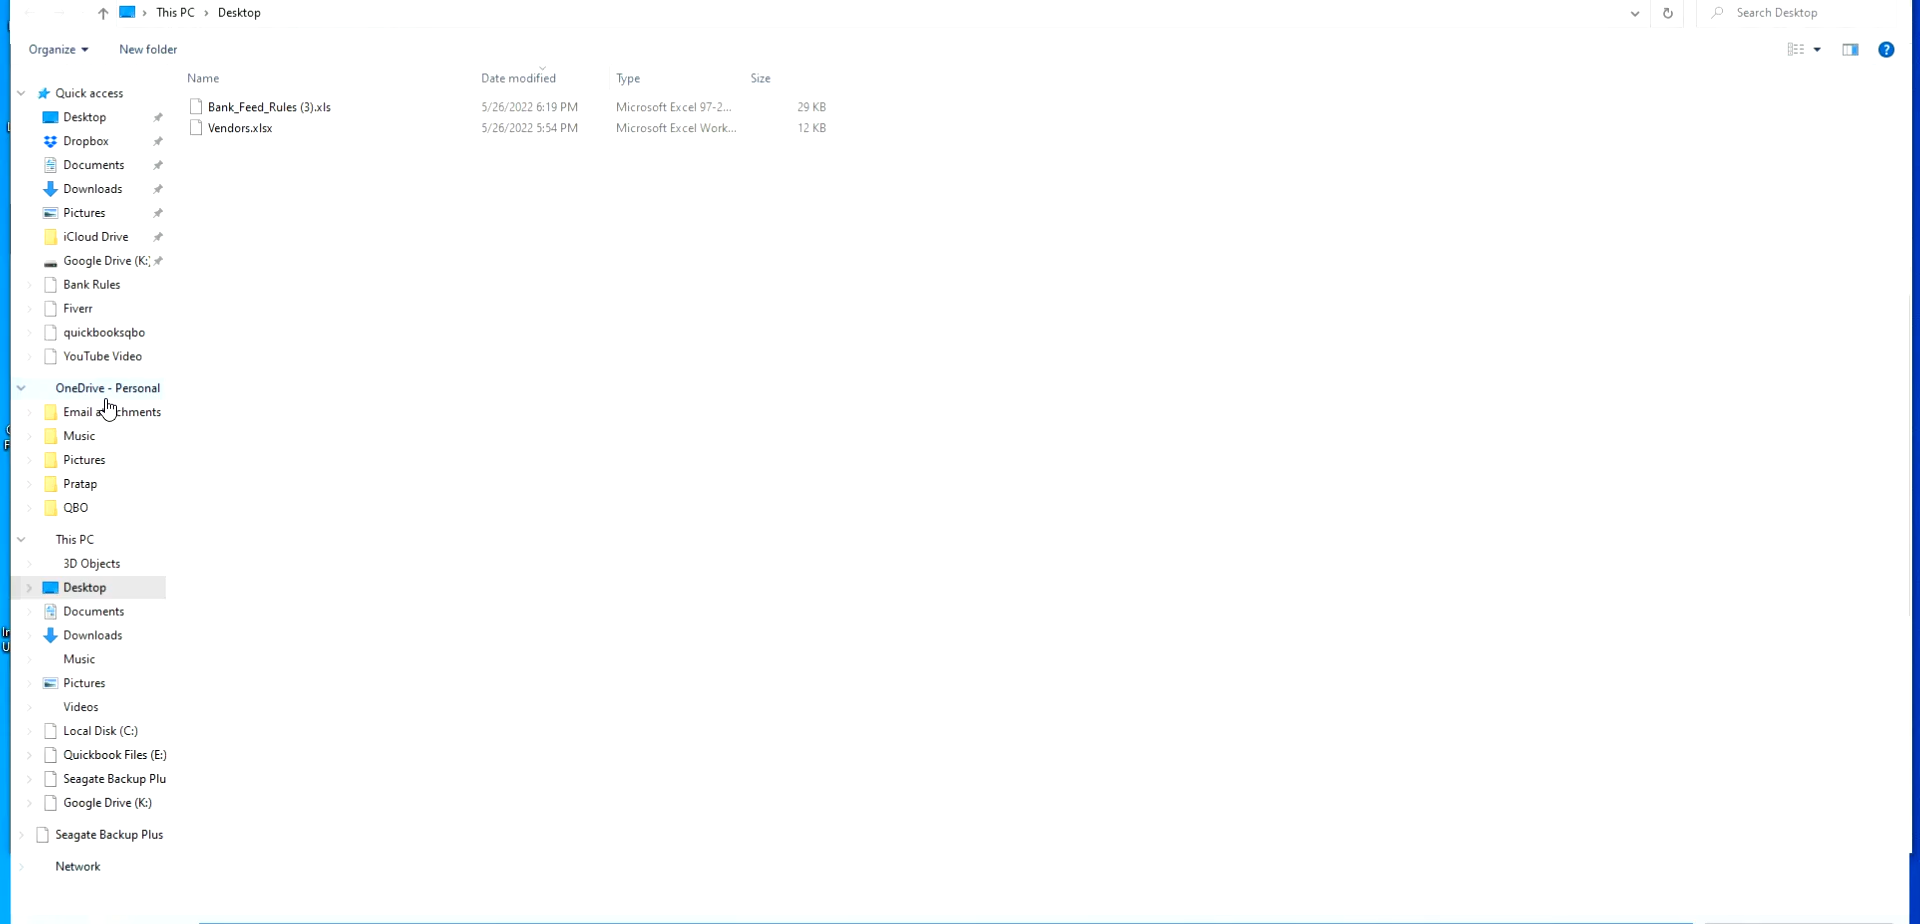 This PC > Desktop
Search Desktop
Organize
New folder
Name Date modified Type Size
Bank_Feed_Rules (3).xls 5/26/2022 6:19 PM Microsoft Excel 97-2... 29 KB
Vendors.xlsx 5/26/2022 5:54 PM Microsoft Excel Work... 12 KB
Quick access
Desktop
Dropbox
Documents
Downloads
Pictures
iCloud Drive
Google Drive (K:)
Bank Rules
Fiverr
quickbooksqbo
YouTube Video
OneDrive - Personal
Email
Music
Pictures
Pratap
QBO
This PC
3D Objects
Desktop
Documents
Downloads
Music
Pictures
Videos
Local Disk (C:)
Quickbook Files (E:)
Seagate Backup Plu
Google Drive (K:)
Seagate Backup Plus
Network